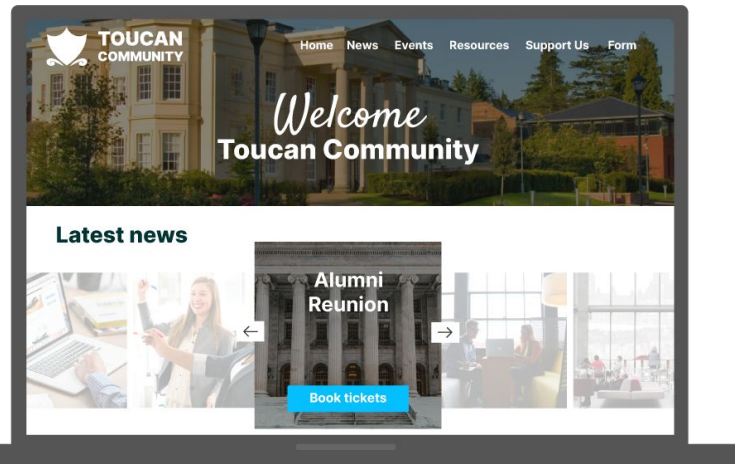 TOUCAN
COMMUNITY
Home News Events Resources Support Us Form
Welcome
Toucan Community
Latest news
Alumni
Reunion
Book tickets